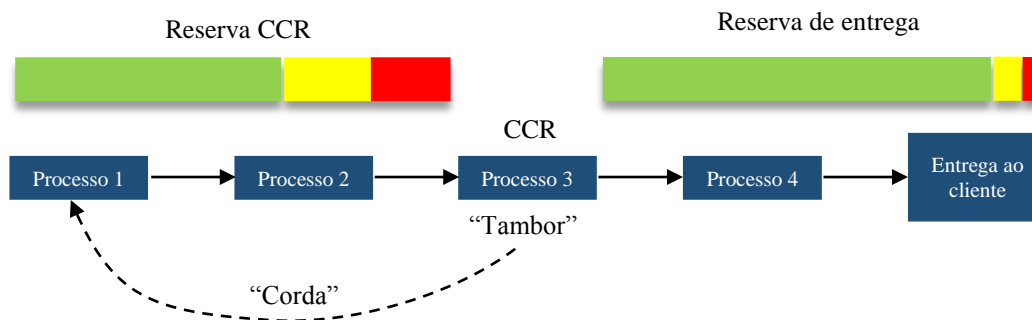 Reserva CCR
Reserva de entrega
CCR
Processo 1
Processo 2
Processo 3
Processo 4
Entrega ao
cliente
“Tambor”
“Corda”